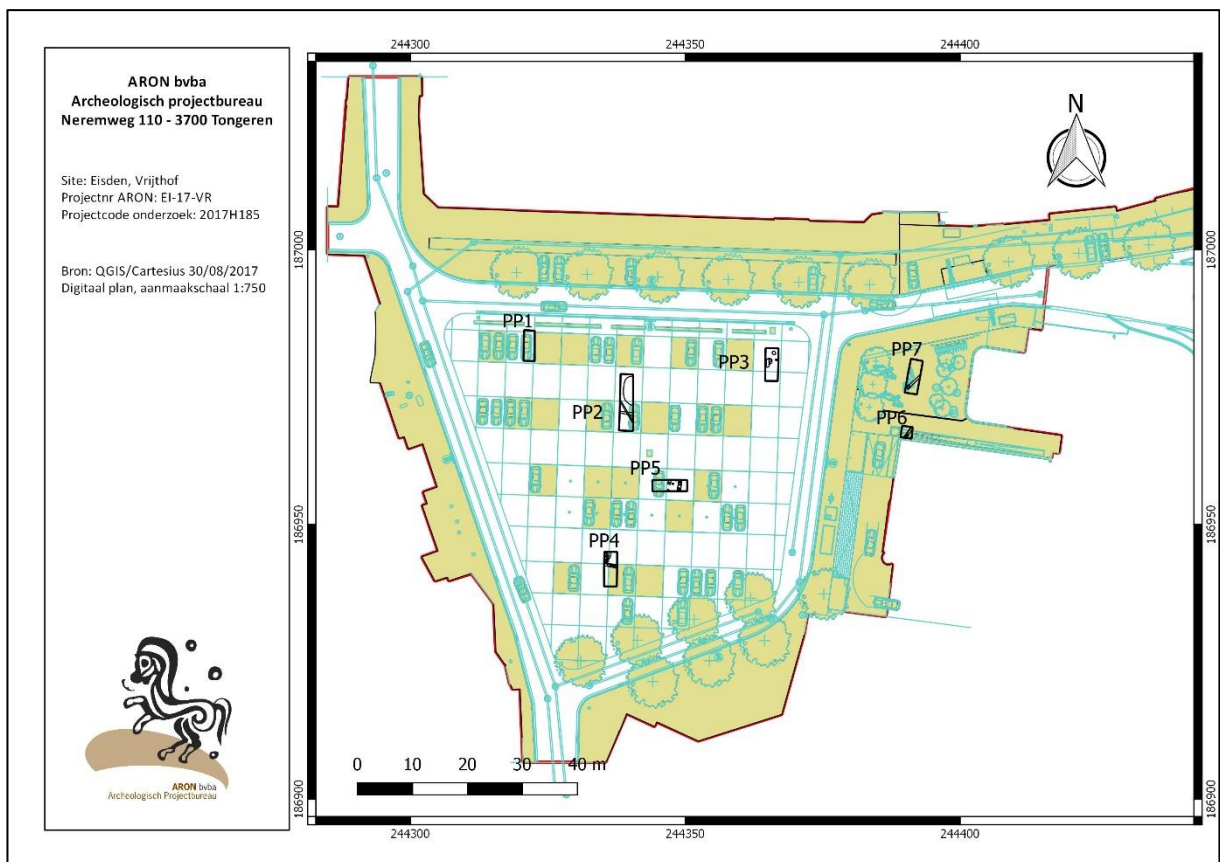 ARON bvba
Archeologisch projectbureau
Neremweg 110 - 3700 Tongeren
Site: Eisden, Vrijthof
Projectnr ARON: EI-17-VR
Projectcode onderzoek: 2017H185
Bron: QGIS/Cartesius 30/08/2017
Digitaal plan, aanmaakschaal 1:750
ARON bvba
Archeologisch Projectbureau
244300
244350
244400
N
187000
187000
PP1
PP3
PP7
PP2
PP6
PP5
186950
186950
PP4
0 10 20 30 40 m
186900
186900
244300
244350
244400